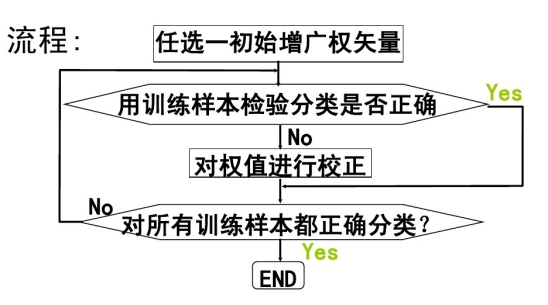 流程：
任选一初始增广权矢量
用训练样本检验分类是否正确
Yes
No
对权值进行校正
No
对所有训练样本都正确分类？
Yes
END